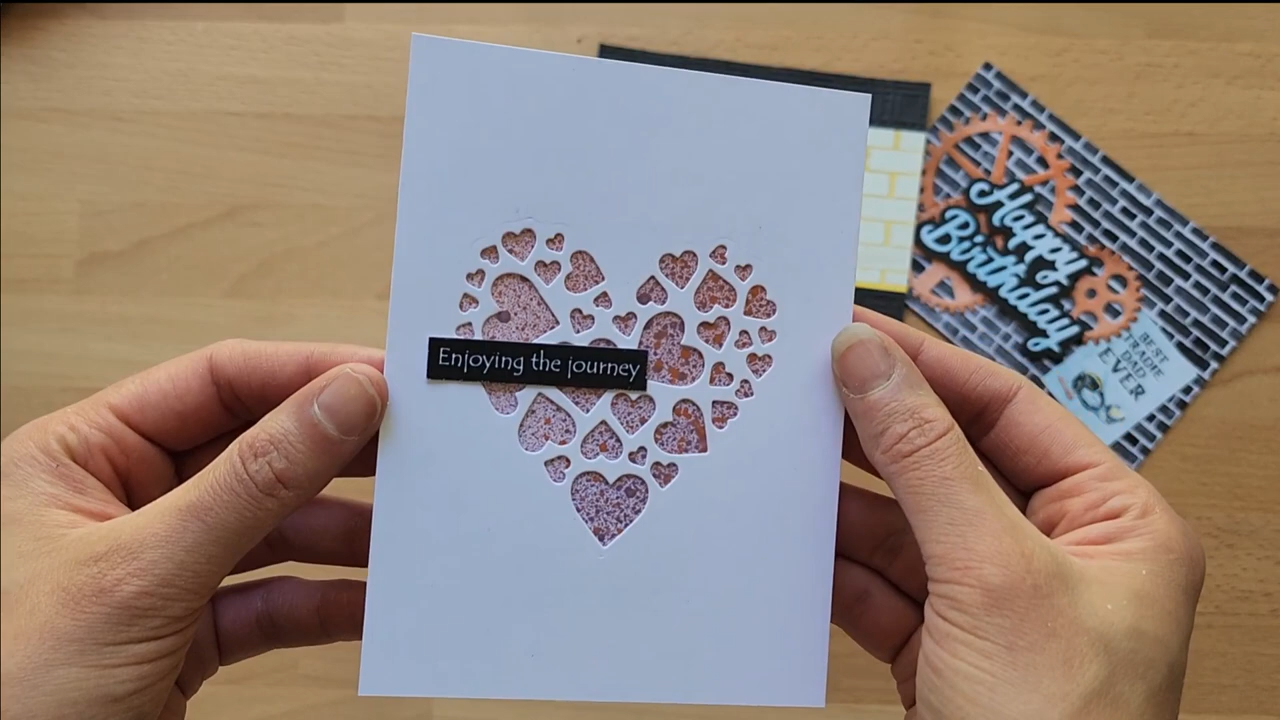 Enjoying the journey
Happy
Birthday
BEST
TRADIE
DAD
EVER